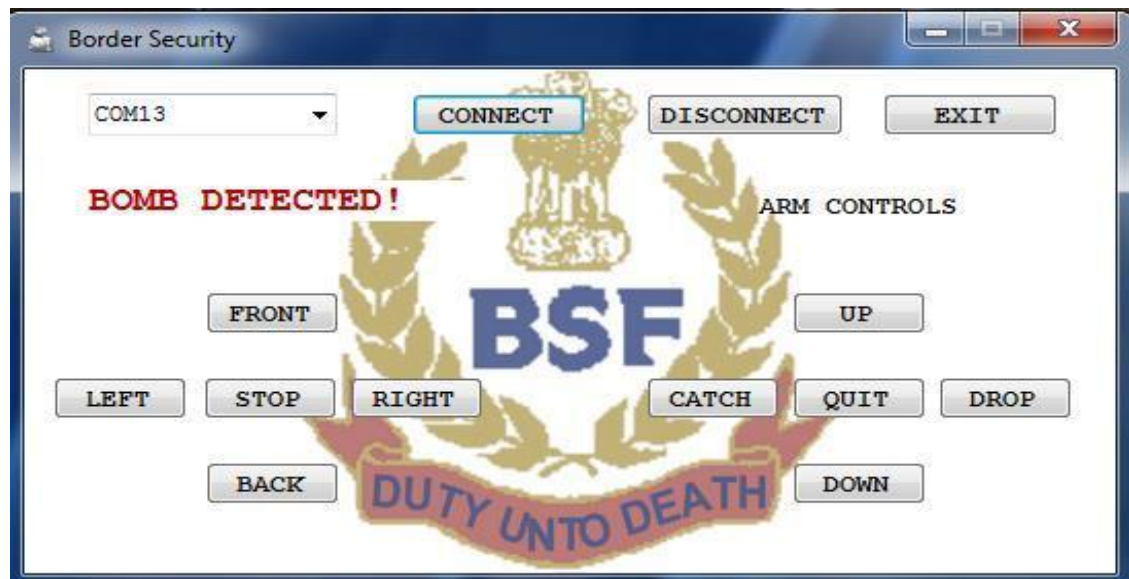 Border Security
COM13 CONNECT DISCONNECT EXIT
BOMB DETECTED!
ARM CONTROLS
FRONT UP
BSF
LEFT STOP RIGHT CATCH QUIT DROP
BACK DOWN
DUTY UNTO DEATH